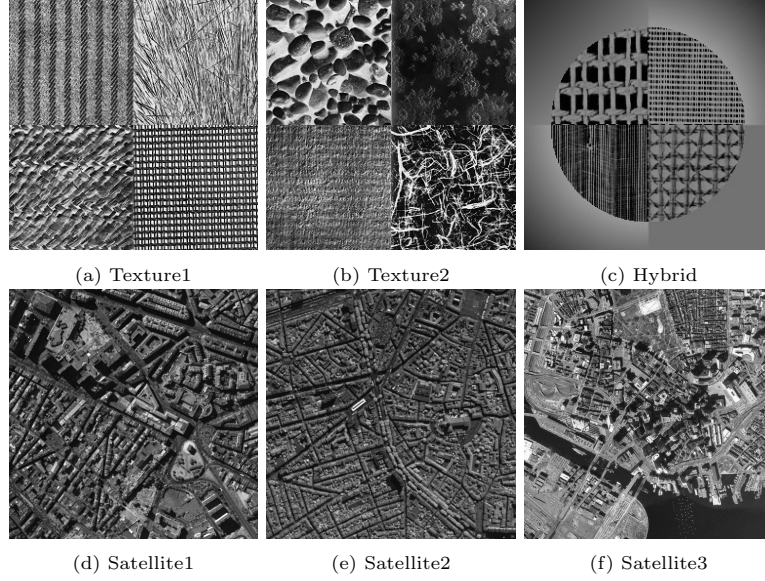 (a) Texture1
(b) Texture2
(c) Hybrid
(d) Satellite1
(e) Satellite2
(f) Satellite3